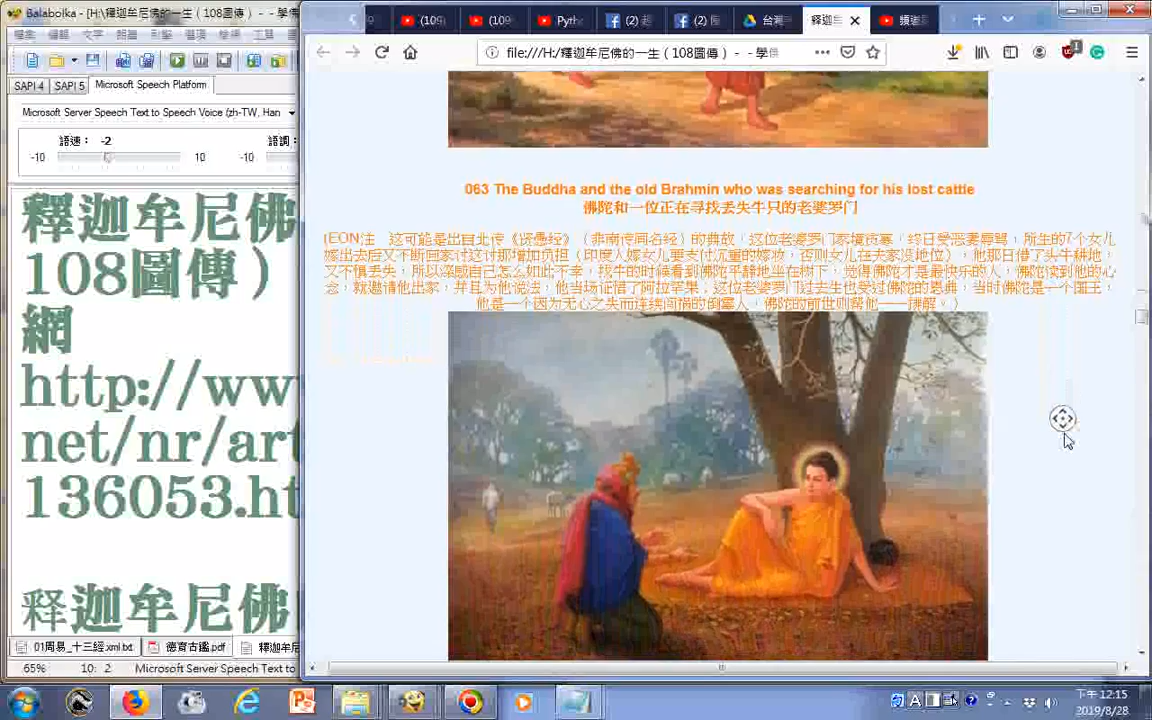 Balabolka - [H:\釋迦牟尼佛的一生（108圖傳）- - 學佛
檔案 編輯 文字 語音
SAPI 4 SAPI 5 Microsoft Speech Platform
Microsoft Server Speech Text to Speech Voice (zh-TW, Han
語速： -2 語調：
-10 10 -10
釋迦牟尼佛
108圖傳）
網
http://www
net/nr/art
136053.ht
释迦牟尼佛
01周易_十三經.xml.txt 德育古鑑.pdf 釋迦牟尼
65% 10: 2 Microsoft Server Speech Text to
(109 (109 Pyth (2) (2) 台灣 釋迦牟
file:///H:/釋迦牟尼佛的一生（108圖傳）- - 學佛
063 The Buddha and the old Brahmin who was searching for his lost cattle
佛陀和一位正在寻找丢失牛只的老婆罗门
(EON注 这可能是出自北传《贤愚经》（非南传同名经）的典故，这位老婆罗门家境贫寒，终日受恶妻辱骂，所生的7个女儿
嫁出去后又不断回家讨这讨那增加负担（印度人嫁女儿要支付沉重的嫁妆，否则女儿在夫家没地位），他那日借了头牛耕地，
又不慎丢失，所以深感自己怎么如此不幸，找牛的时候看到佛陀平静地坐在树下，觉得佛陀才是最快乐的人，佛陀读到他的心
念，就邀请他出家，并且为他说法，他当场证悟了阿拉汉果；这位老婆罗门过去生也受过佛陀的恩典，当时佛陀是一个国王，
他是一个因为无心之失而连续闯祸的倒霉人，佛陀的前世则帮他一一排解。)
下午 12:15
2019/8/28